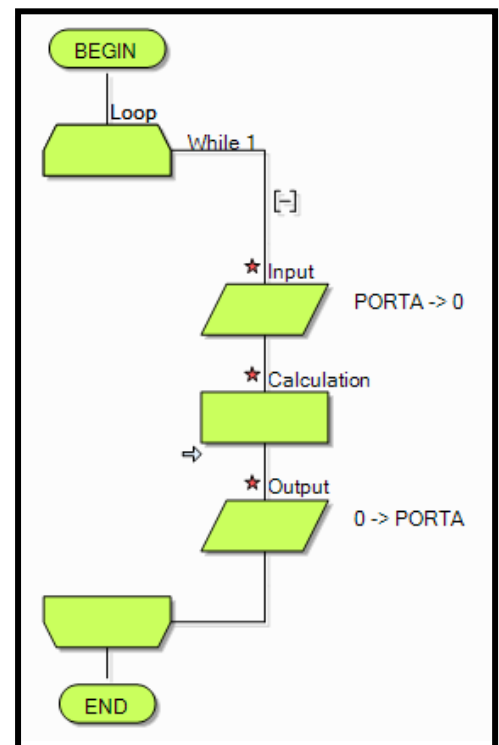 BEGIN
Loop
While 1
[-]
Input
PORTA -> 0
Calculation
Output
0 -> PORTA
END